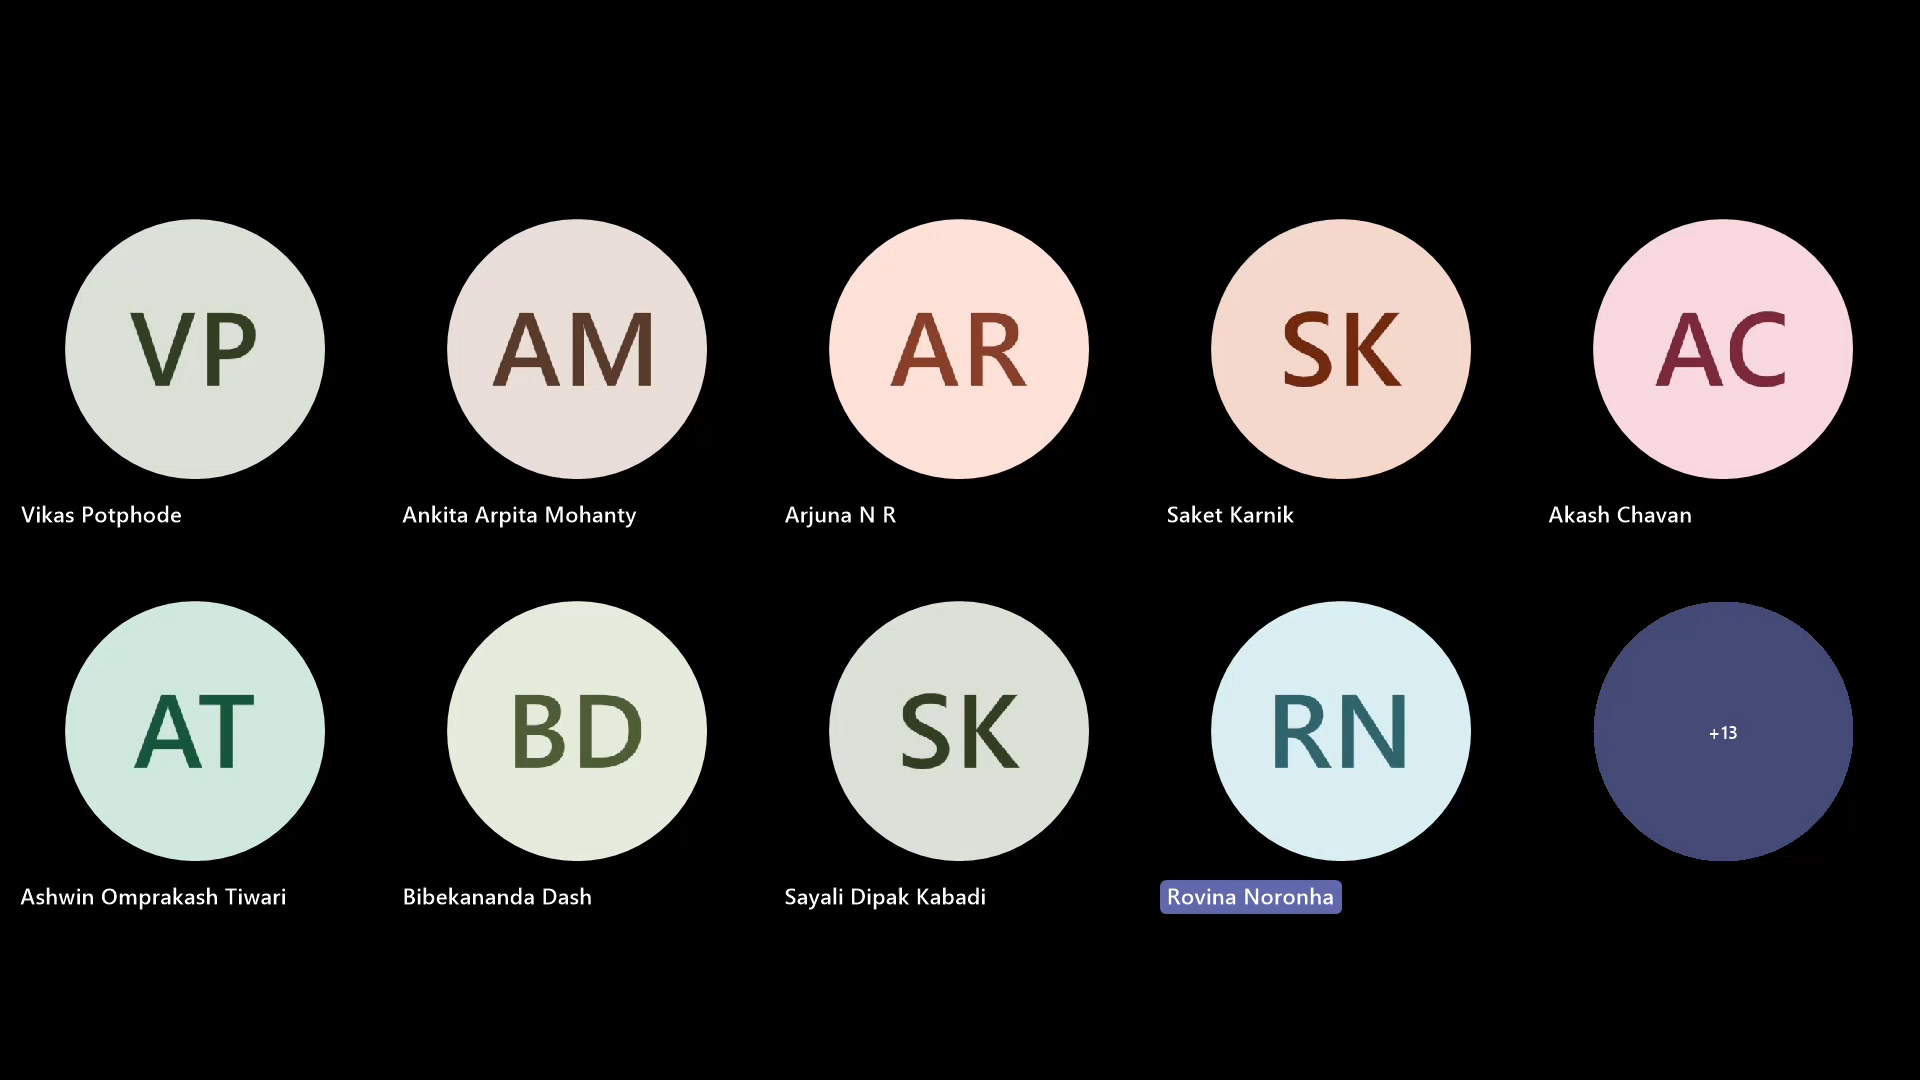 VP
AM
AR
SK
AC
Vikas Potphode
Ankita Arpita Mohanty
Arjuna N R
Saket Karnik
Akash Chavan
AT
BD
SK
RN
+13
Ashwin Omprakash Tiwari
Bibekananda Dash
Sayali Dipak Kabadi
Rovina Noronha